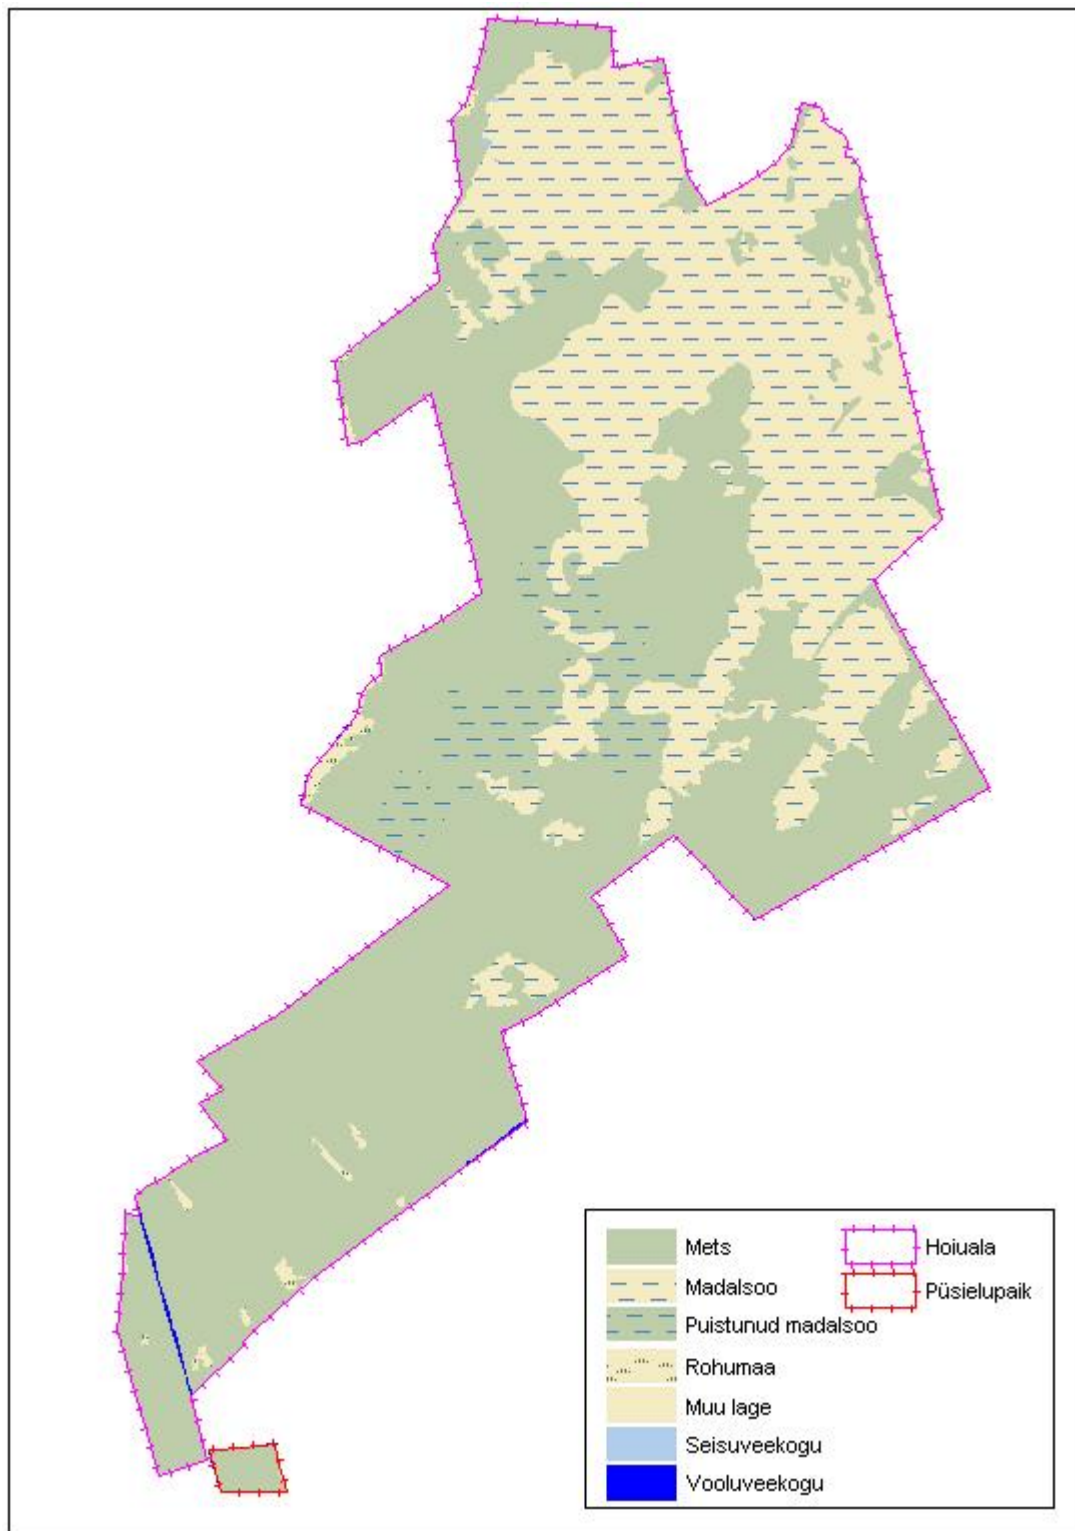 Mets
Madalsoo
Puistunud madalsoo
Rohumaa
Muu lage
Seisuveekogu
Vooluveekogu
Hoiuala
Püsielupaik